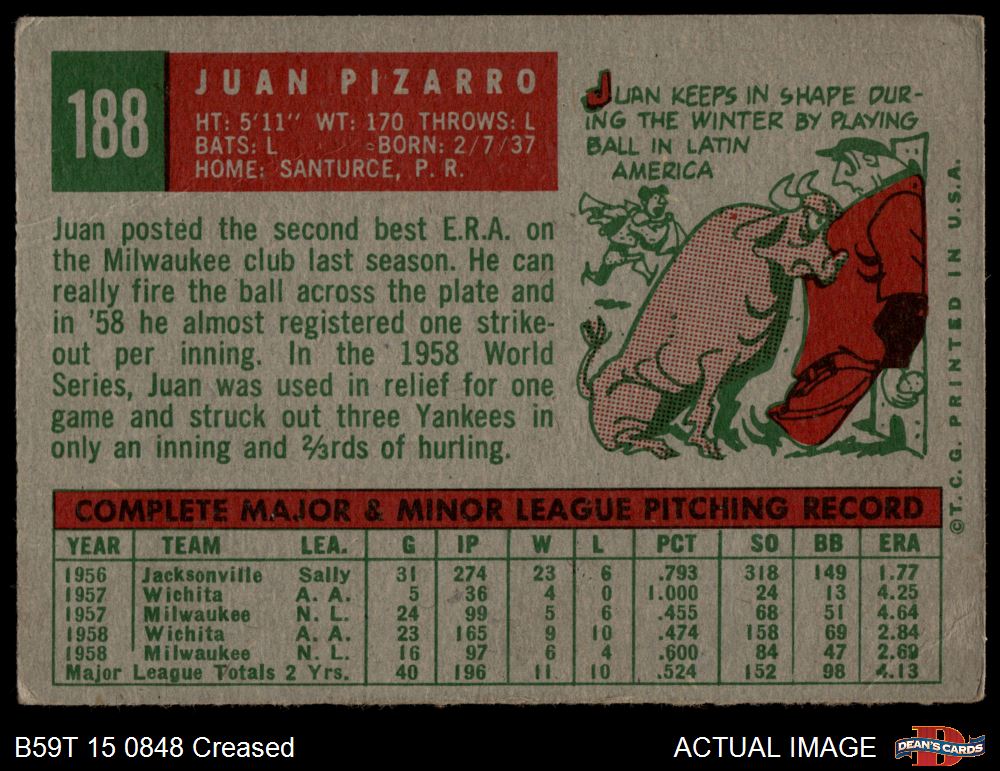 188
JUAN PIZARRO
HT: 5'11" WT: 170 THROWS: L
BATS: L BORN: 2/7/37
HOME: SANTURCE, P. R.
JUAN KEEPS IN SHAPE DUR-
ING THE WINTER BY PLAYING
BALL IN LATIN
AMERICA
Juan posted the second best E.R.A. on
the Milwaukee club last season. He can
really fire the ball across the plate and
in '58 he almost registered one strike-
out per inning. In the 1958 World
Series, Juan was used in relief for one
game and struck out three Yankees in
only an inning and ⅔rds of hurling.
©T.C.G. PRINTED IN U.S.A.
COMPLETE MAJOR & MINOR LEAGUE PITCHING RECORD
YEAR TEAM LEA. G IP W L PCT SO BB ERA
1956 Jacksonville Sally 31 274 23 6 .793 318 149 1.77
1957 Wichita A. A. 5 36 4 0 1.000 24 13 4.25
1957 Milwaukee N. L. 24 99 5 6 .455 68 51 4.64
1958 Wichita A. A. 23 165 9 10 .474 158 69 2.84
1958 Milwaukee N. L. 16 97 6 4 .600 84 47 2.69
Major League Totals 2 Yrs. 40 196 11 10 .524 152 98 4.13
B59T 15 0848 Creased
ACTUAL IMAGE
D
DEAN'S CARDS